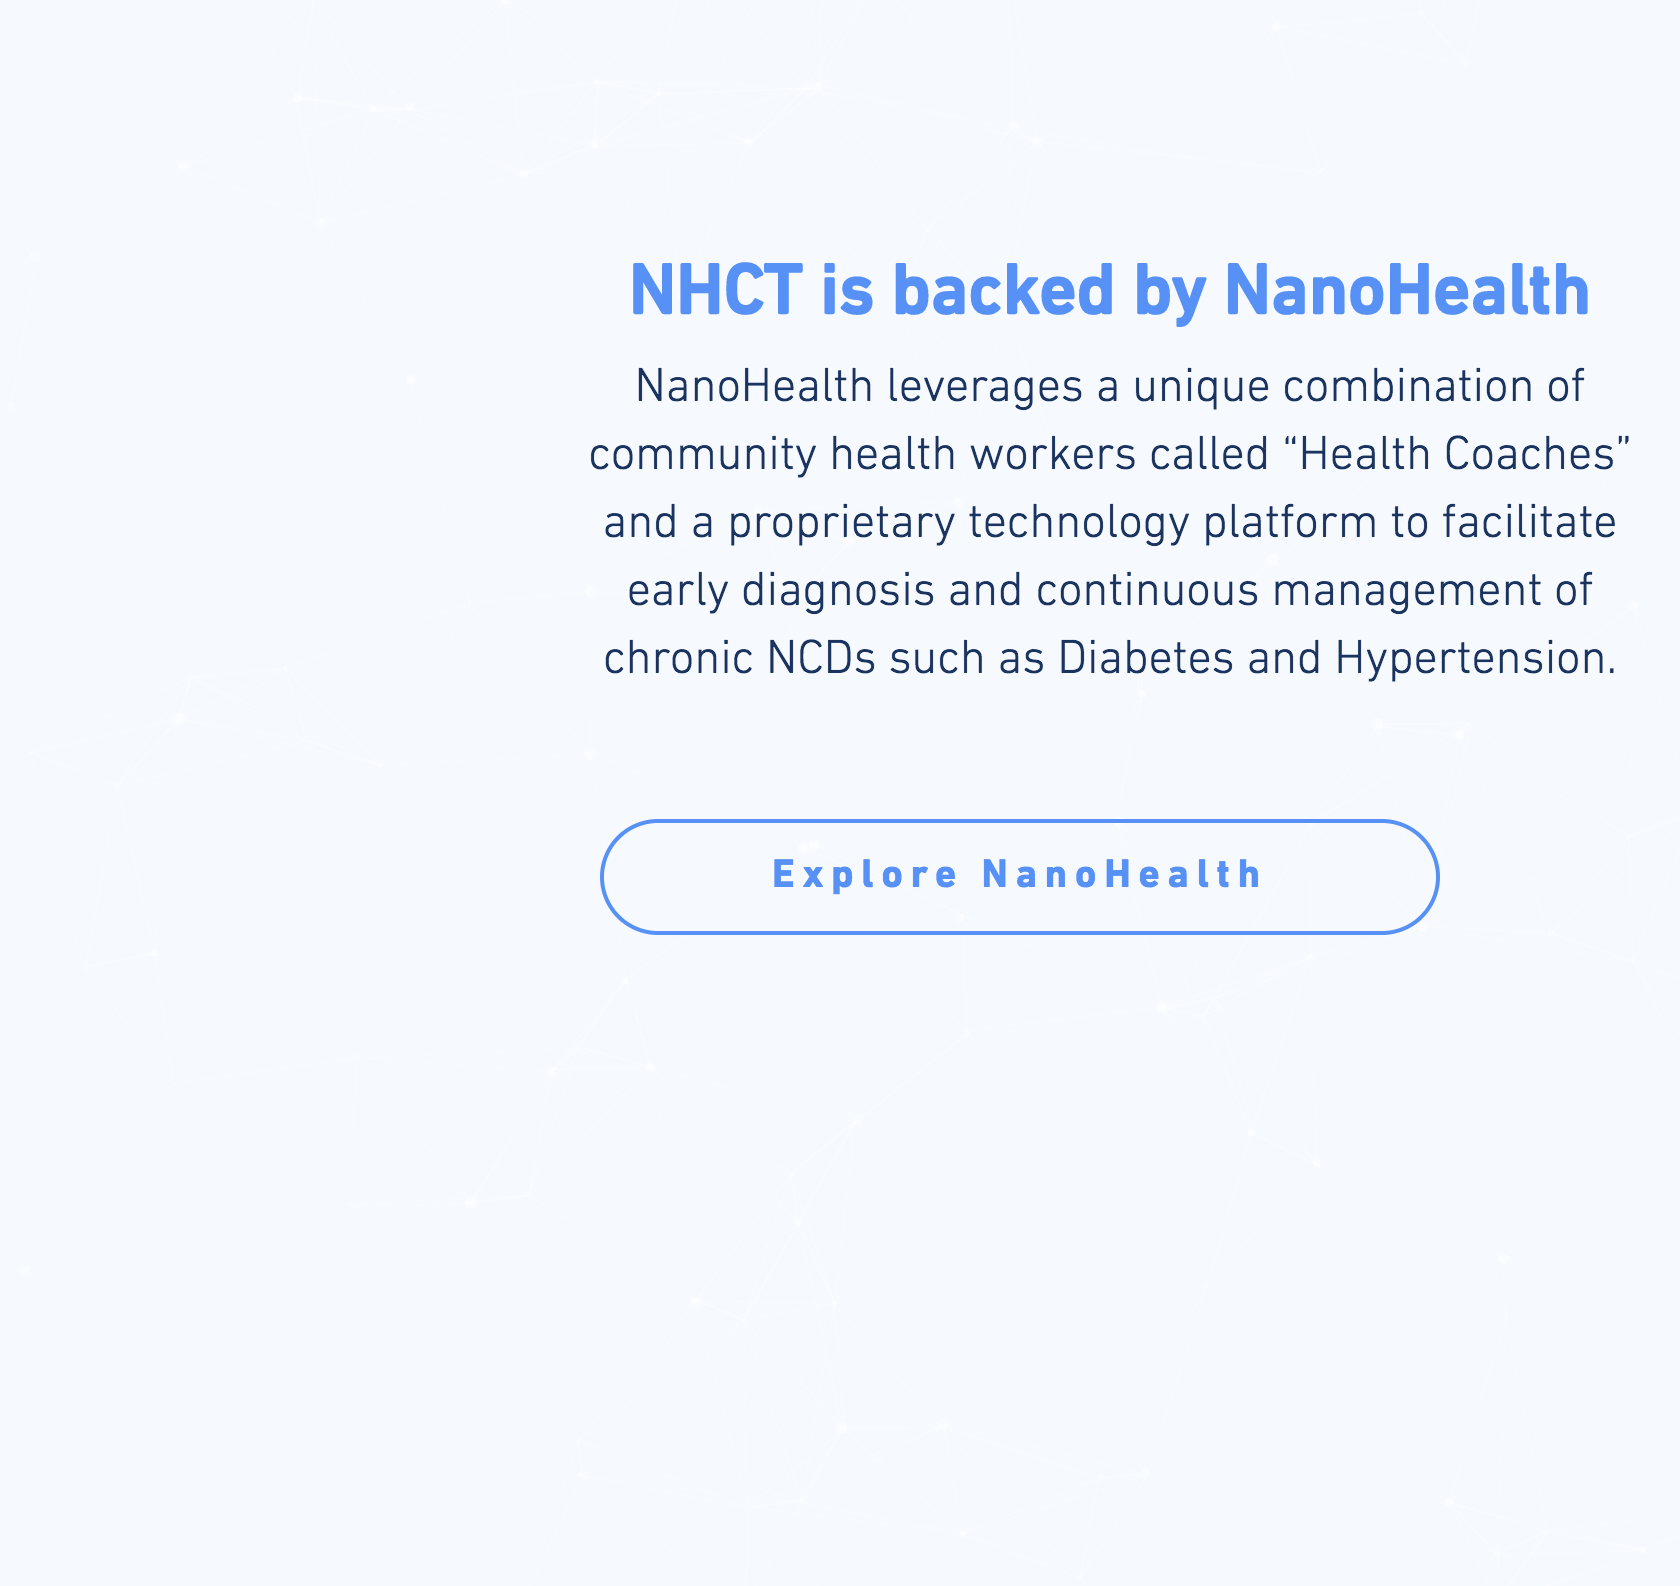 NHCT is backed by NanoHealth
NanoHealth leverages a unique combination of
community health workers called “Health Coaches”
and a proprietary technology platform to facilitate
early diagnosis and continuous management of
chronic NCDs such as Diabetes and Hypertension.
Explore NanoHealth